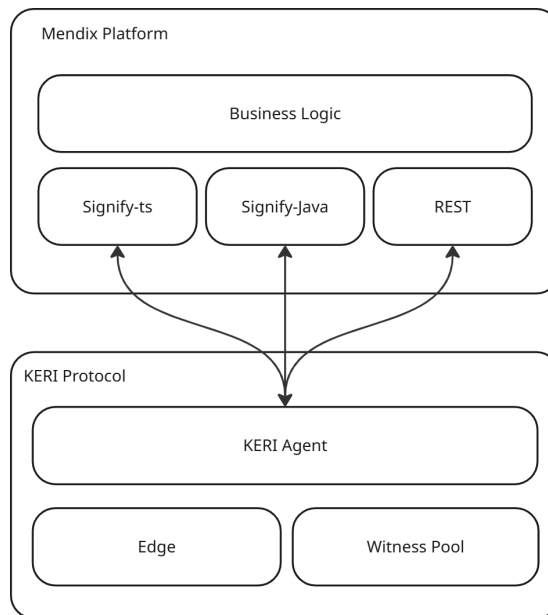 Mendix Platform
Business Logic
Signify-ts
Signify-Java
REST
KERI Protocol
KERI Agent
Edge
Witness Pool